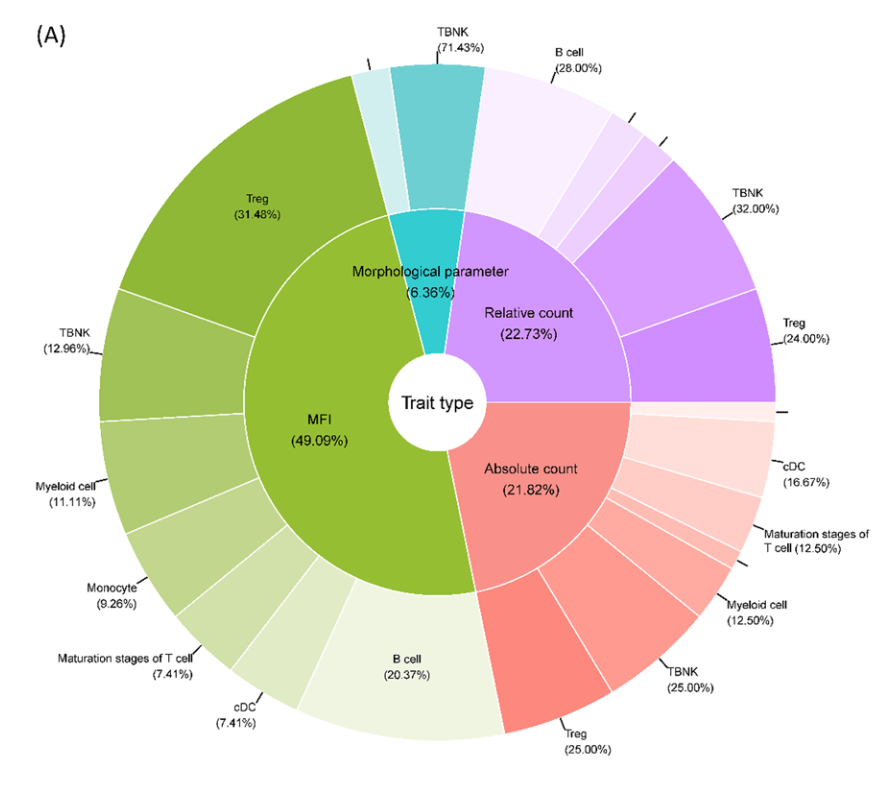 (A)
TBNK
(71.43%)
B cell
(28.00%)
TBNK
(32.00%)
Treg
(24.00%)
Treg
(31.48%)
Morphological parameter
(6.36%)
Relative count
(22.73%)
TBNK
(12.96%)
MFI
(49.09%)
Trait type
Absolute count
(21.82%)
cDC
(16.67%)
Maturation stages of
T cell (12.50%)
Myeloid cell
(11.11%)
Myeloid cell
(12.50%)
Monocyte
(9.26%)
Maturation stages of T cell
(7.41%)
B cell
(20.37%)
TBNK
(25.00%)
cDC
(7.41%)
Treg
(25.00%)